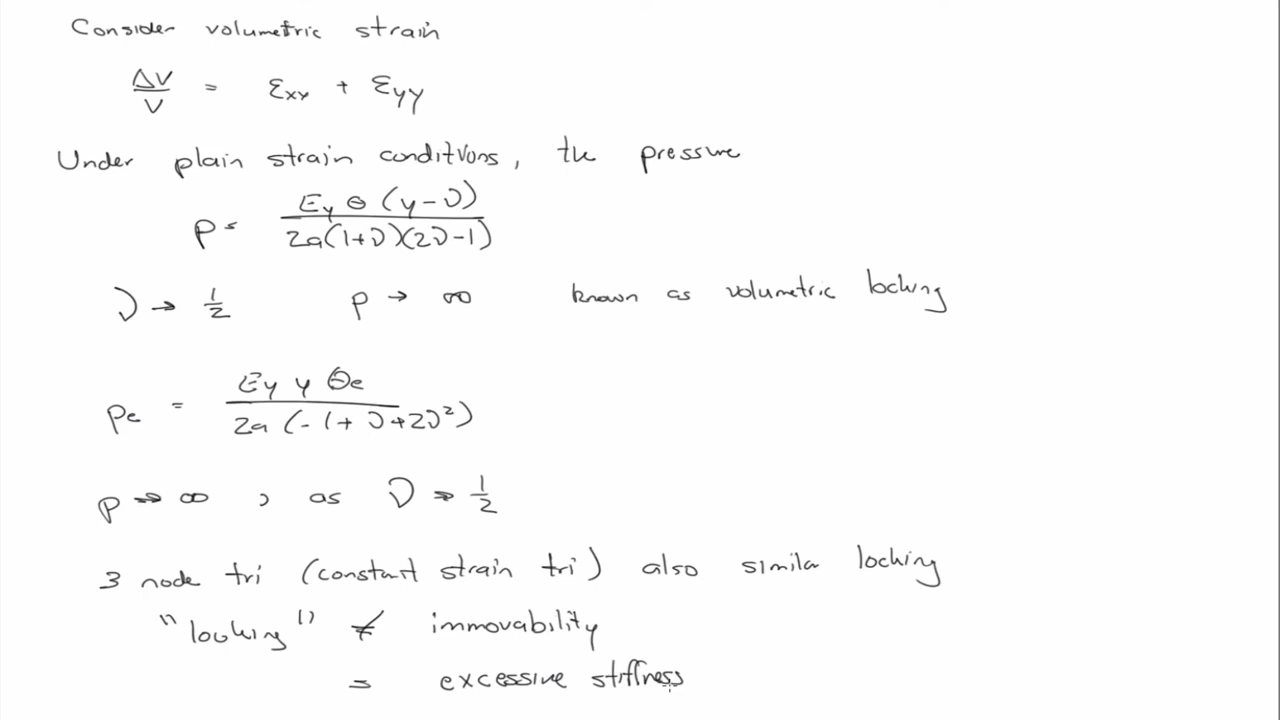 Consider volumetric strain
ΔV/V = εxx + εyy
Under plain strain conditions, the pressure
p = Ey θ (y-ν) / 2a(1+ν)(2ν-1)
ν → 1/2 p → ∞ known as volumetric locking
pe = Ey y θe / 2a (-1+ν+2ν²)
p → ∞ , as ν → 1/2
3 node tri (constant strain tri) also similar locking
"locking" ≠ immovability
= excessive stiffness